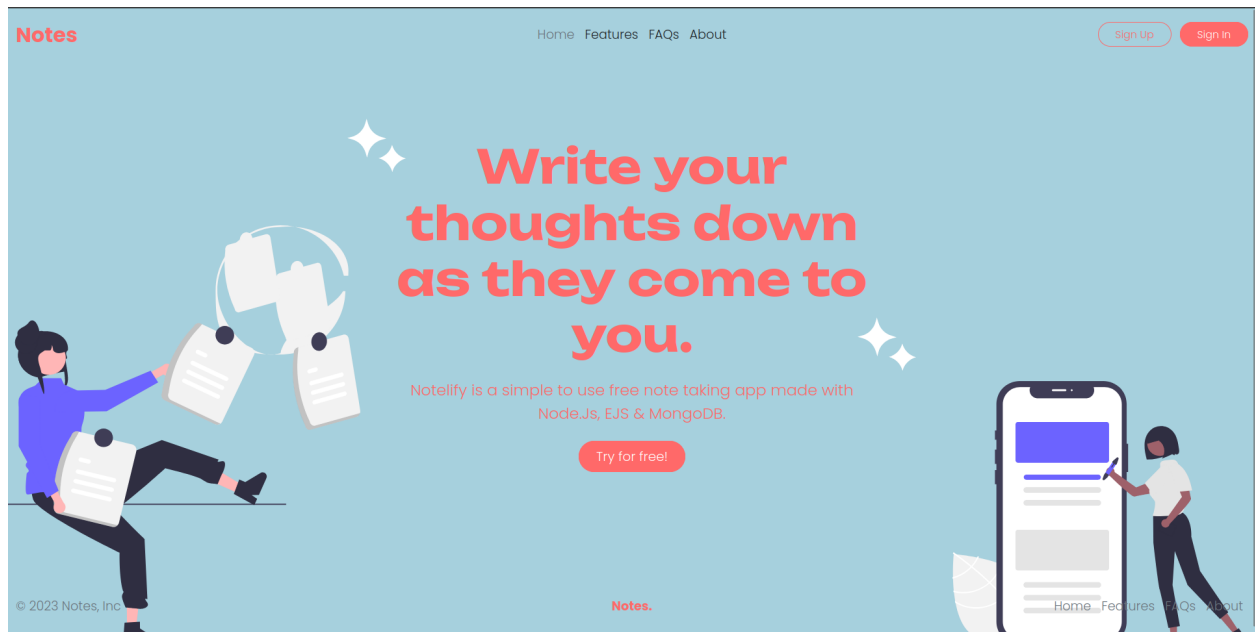 Notes
Home Features FAQs About
Sign Up
Sign In
Write your
thoughts down
as they come to
you.
Notelify is a simple to use free note taking app made with
Node.Js, EJS & MongoDB.
Try for free!
© 2023 Notes, Inc
Notes.
Home Features FAQs About